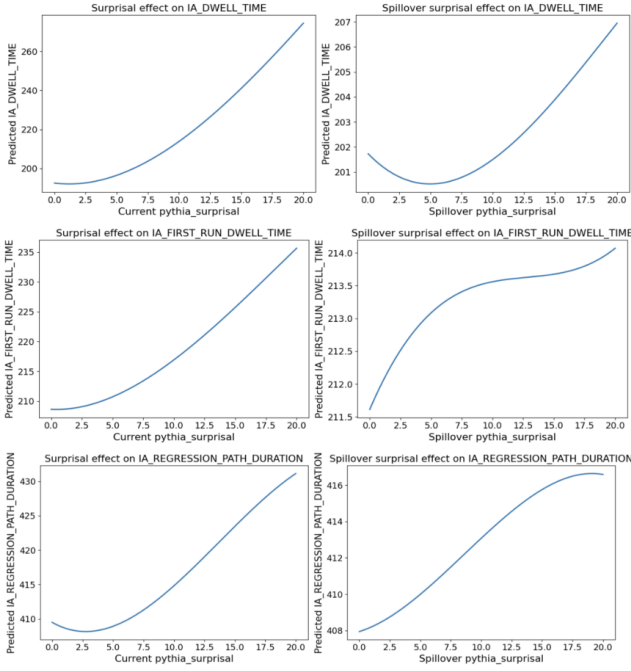 Surprisal effect on IA_DWELL_TIME
Predicted IA_DWELL_TIME
260
240
220
200
0.0 2.5 5.0 7.5 10.0 12.5 15.0 17.5 20.0
Current pythia_surprisal
Spillover surprisal effect on IA_DWELL_TIME
Predicted IA_DWELL_TIME
207
206
205
204
203
202
201
0.0 2.5 5.0 7.5 10.0 12.5 15.0 17.5 20.0
Spillover pythia_surprisal
Surprisal effect on IA_FIRST_RUN_DWELL_TIME
Predicted IA_FIRST_RUN_DWELL_TIME
235
230
225
220
215
210
0.0 2.5 5.0 7.5 10.0 12.5 15.0 17.5 20.0
Current pythia_surprisal
Spillover surprisal effect on IA_FIRST_RUN_DWELL_TIME
Predicted IA_FIRST_RUN_DWELL_TIME
214.0
213.5
213.0
212.5
212.0
211.5
0.0 2.5 5.0 7.5 10.0 12.5 15.0 17.5 20.0
Spillover pythia_surprisal
Surprisal effect on IA_REGRESSION_PATH_DURATION
Predicted IA_REGRESSION_PATH_DURATION
430
425
420
415
410
0.0 2.5 5.0 7.5 10.0 12.5 15.0 17.5 20.0
Current pythia_surprisal
Spillover surprisal effect on IA_REGRESSION_PATH_DURATION
Predicted IA_REGRESSION_PATH_DURATION
416
414
412
410
408
0.0 2.5 5.0 7.5 10.0 12.5 15.0 17.5 20.0
Spillover pythia_surprisal